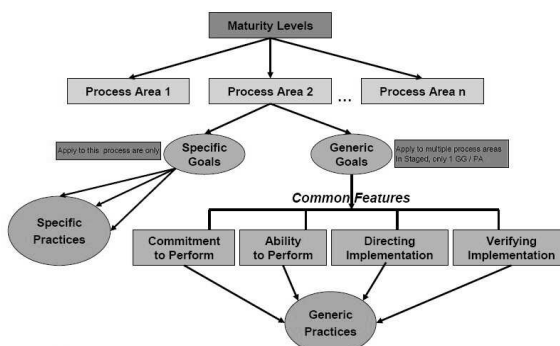 Maturity Levels
Process Area 1
Process Area 2
...
Process Area n
Apply to this process are only
Specific
Goals
Generic
Goals
Apply to multiple process areas
In Staged, only 1 GG / PA
Common Features
Specific
Practices
Commitment
to Perform
Ability
to Perform
Directing
Implementation
Verifying
Implementation
Generic
Practices